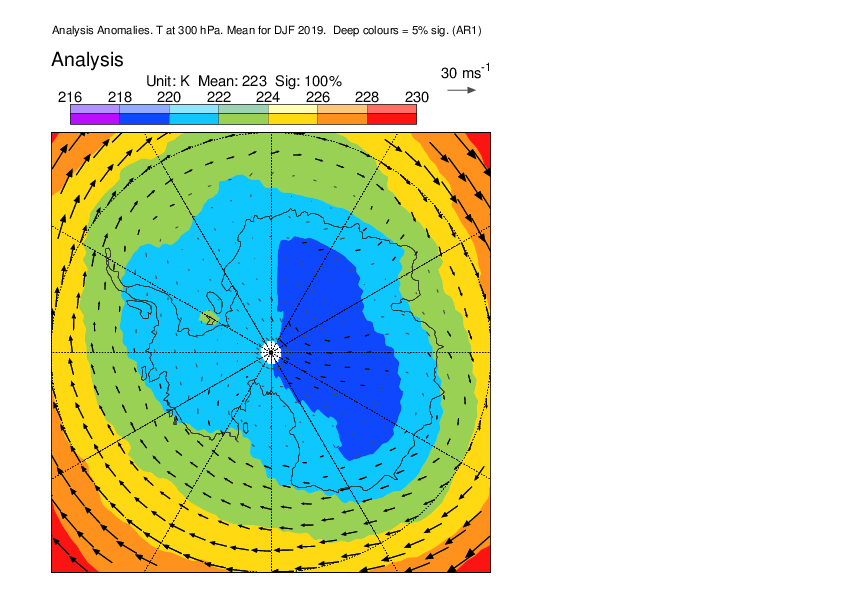 Analysis Anomalies. T at 300 hPa. Mean for DJF 2019.  Deep colours = 5% sig. (AR1)
Analysis
30 ms-1
Unit: K  Mean: 223  Sig: 100%
216 218 220 222 224 226 228 230